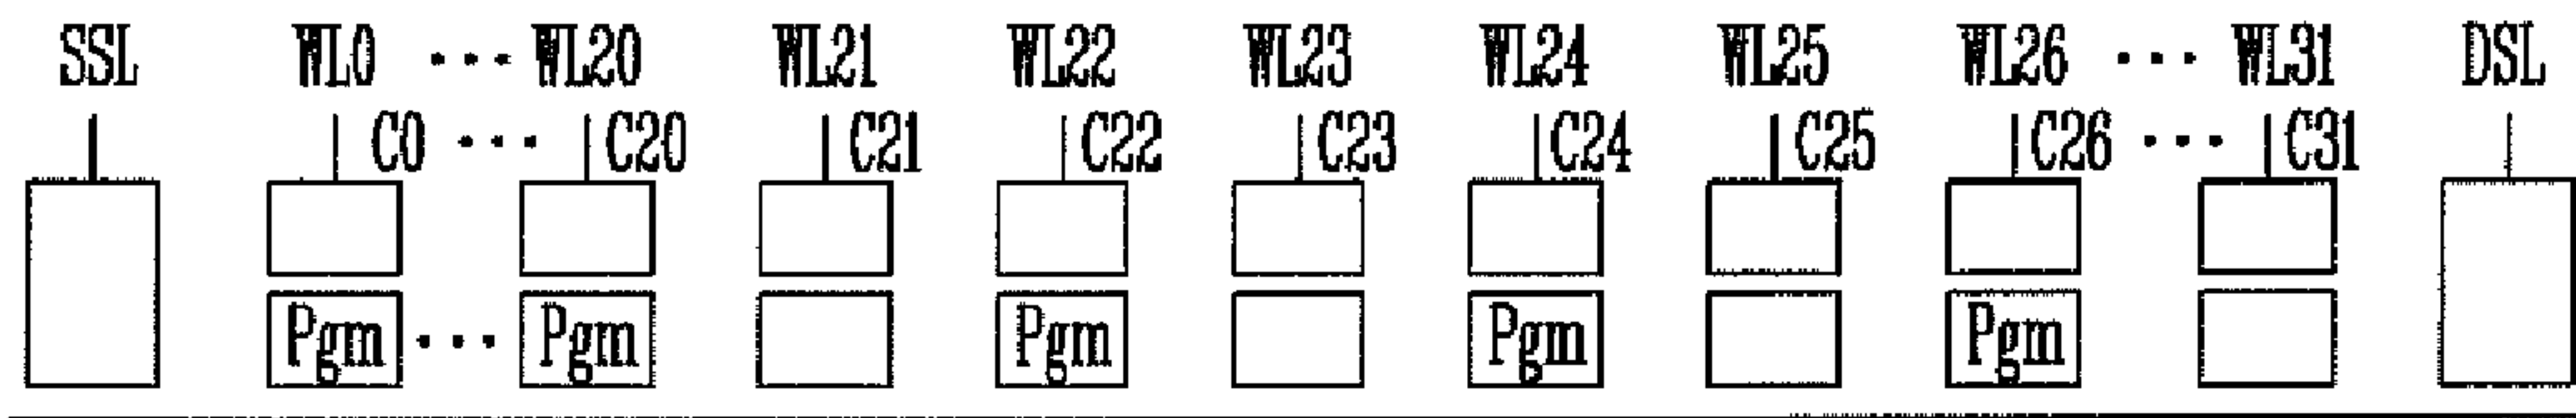 SSL WL0 ... WL20 WL21 WL22 WL23 WL24 WL25 WL26 ... WL31 DSL
C0 ... C20 C21 C22 C23 C24 C25 C26 ... C31
Pgm ... Pgm Pgm Pgm Pgm